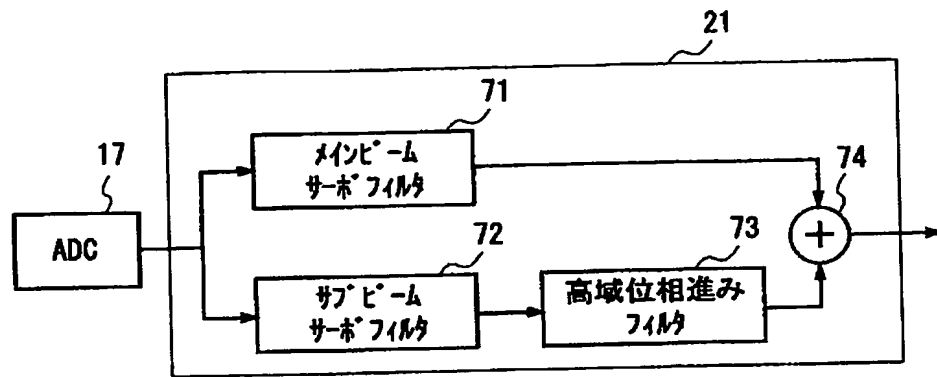 21
71
メインビーム
サーボフィルタ
17
ADC
74
+
72
サブビーム
サーボフィルタ
73
高域位相進み
フィルタ